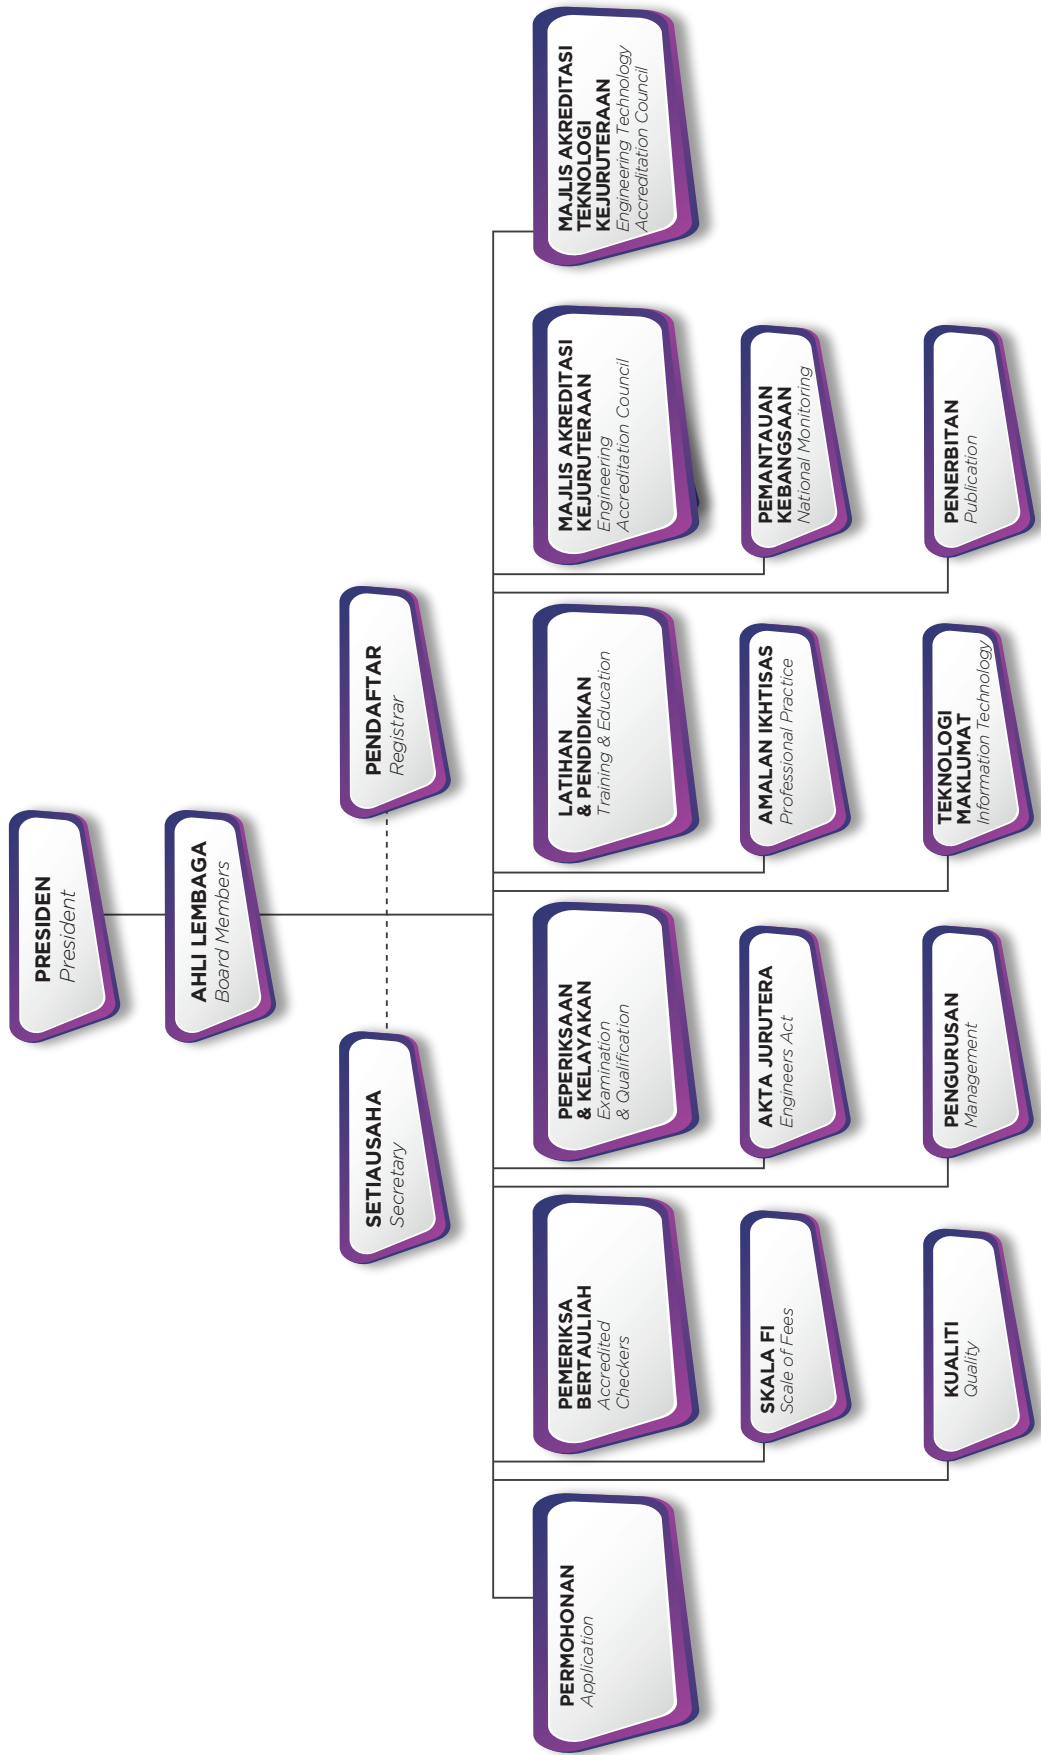 PRESIDEN
President
AHLI LEMBAGA
Board Members
SETIAUSAHA
Secretary
PENDAFTAR
Registrar
PERMOHONAN
Application
PEMERIKSA
BERTAULIAH
Accredited
Checkers
PEPERIKSAAN
& KELAYAKAN
Examination
& Qualification
LATIHAN
& PENDIDIKAN
Training & Education
MAJLIS AKREDITASI
KEJURUTERAAN
Engineering
Accreditation Council
MAJLIS AKREDITASI
TEKNOLOGI
KEJURUTERAAN
Engineering Technology
Accreditation Council
SKALA FI
Scale of Fees
AKTA JURUTERA
Engineers Act
AMALAN IKHTISAS
Professional Practice
PEMANTAUAN
KEBANGSAAN
National Monitoring
KUALITI
Quality
PENGURUSAN
Management
TEKNOLOGI
MAKLUMAT
Information Technology
PENERBITAN
Publication